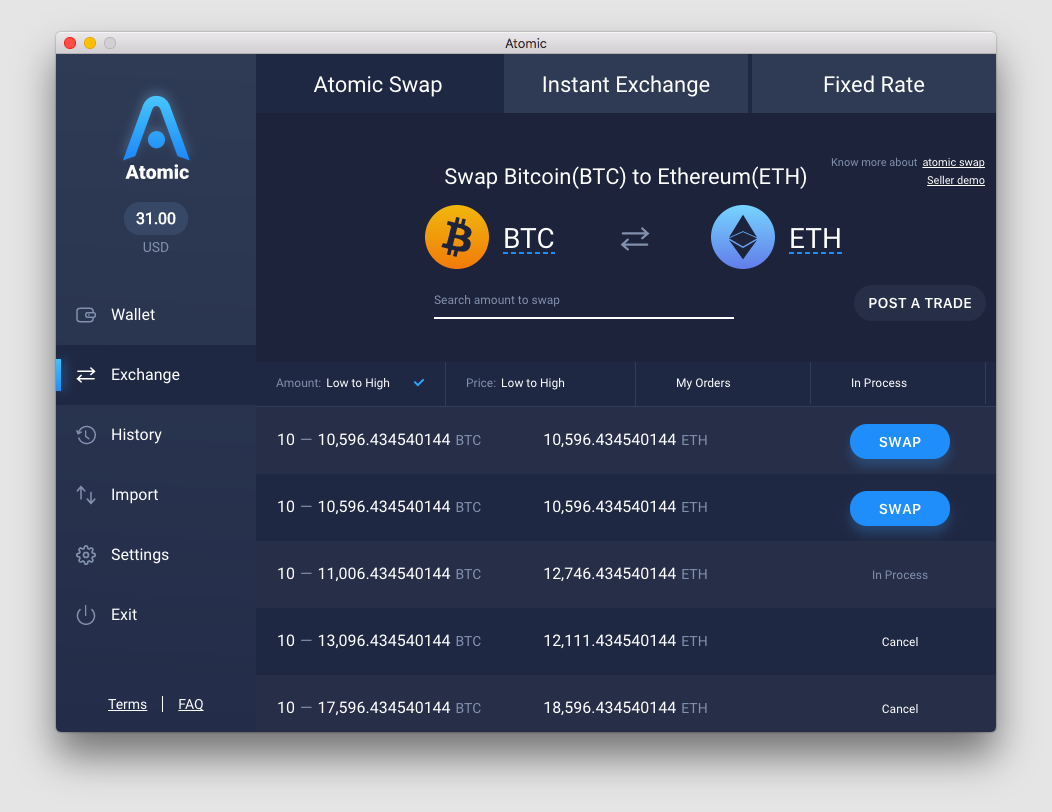 Atomic
Atomic
31.00
USD
Wallet
Exchange
History
Import
Settings
Exit
Terms | FAQ
Atomic Swap
Instant Exchange
Fixed Rate
Know more about atomic swap
Seller demo
Swap Bitcoin(BTC) to Ethereum(ETH)
BTC
ETH
Search amount to swap
POST A TRADE
Amount: Low to High
Price: Low to High
My Orders
In Process
10 — 10,596.434540144 BTC 10,596.434540144 ETH SWAP
10 — 10,596.434540144 BTC 10,596.434540144 ETH SWAP
10 — 11,006.434540144 BTC 12,746.434540144 ETH In Process
10 — 13,096.434540144 BTC 12,111.434540144 ETH Cancel
10 — 17,596.434540144 BTC 18,596.434540144 ETH Cancel